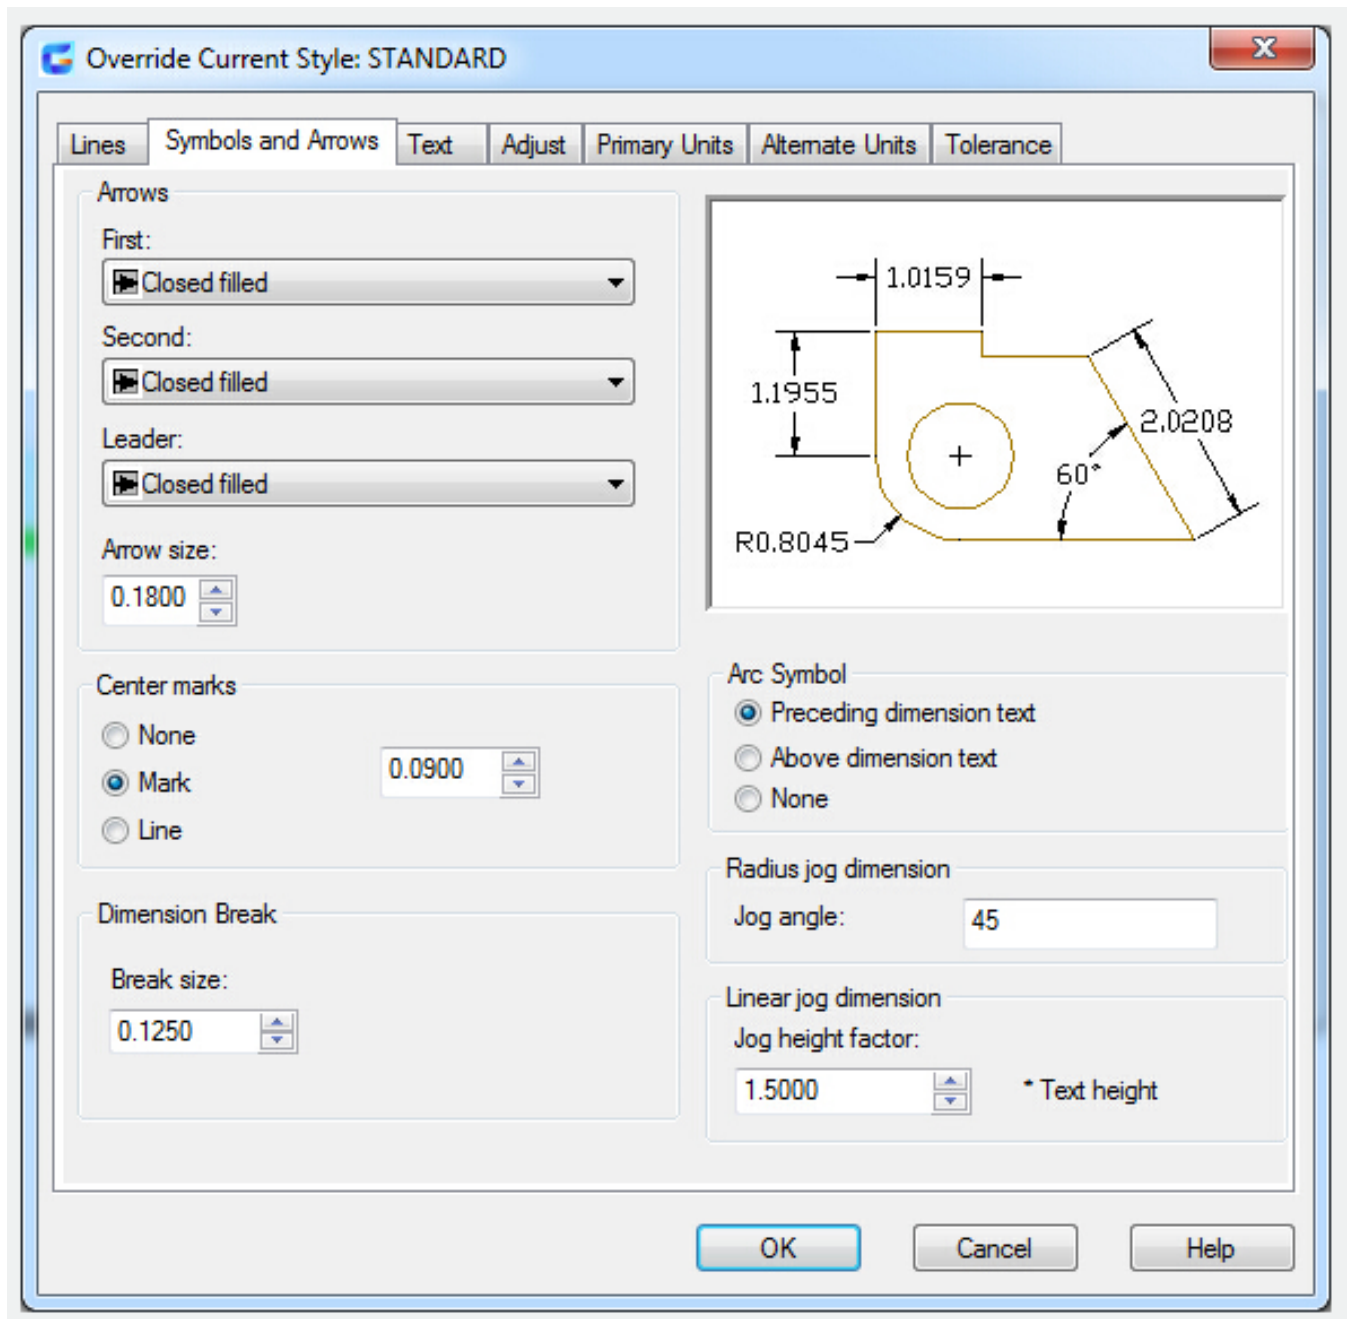 Override Current Style: STANDARD
Lines
Symbols and Arrows
Text
Adjust
Primary Units
Alternate Units
Tolerance
Arrows
First:
Closed filled
Second:
Closed filled
Leader:
Closed filled
Arrow size:
0.1800
Center marks
None
Mark
0.0900
Line
Dimension Break
Break size:
0.1250
1.0159
1.1955
2.0208
60°
R0.8045
Arc Symbol
Preceding dimension text
Above dimension text
None
Radius jog dimension
Jog angle:
45
Linear jog dimension
Jog height factor:
1.5000
* Text height
OK
Cancel
Help